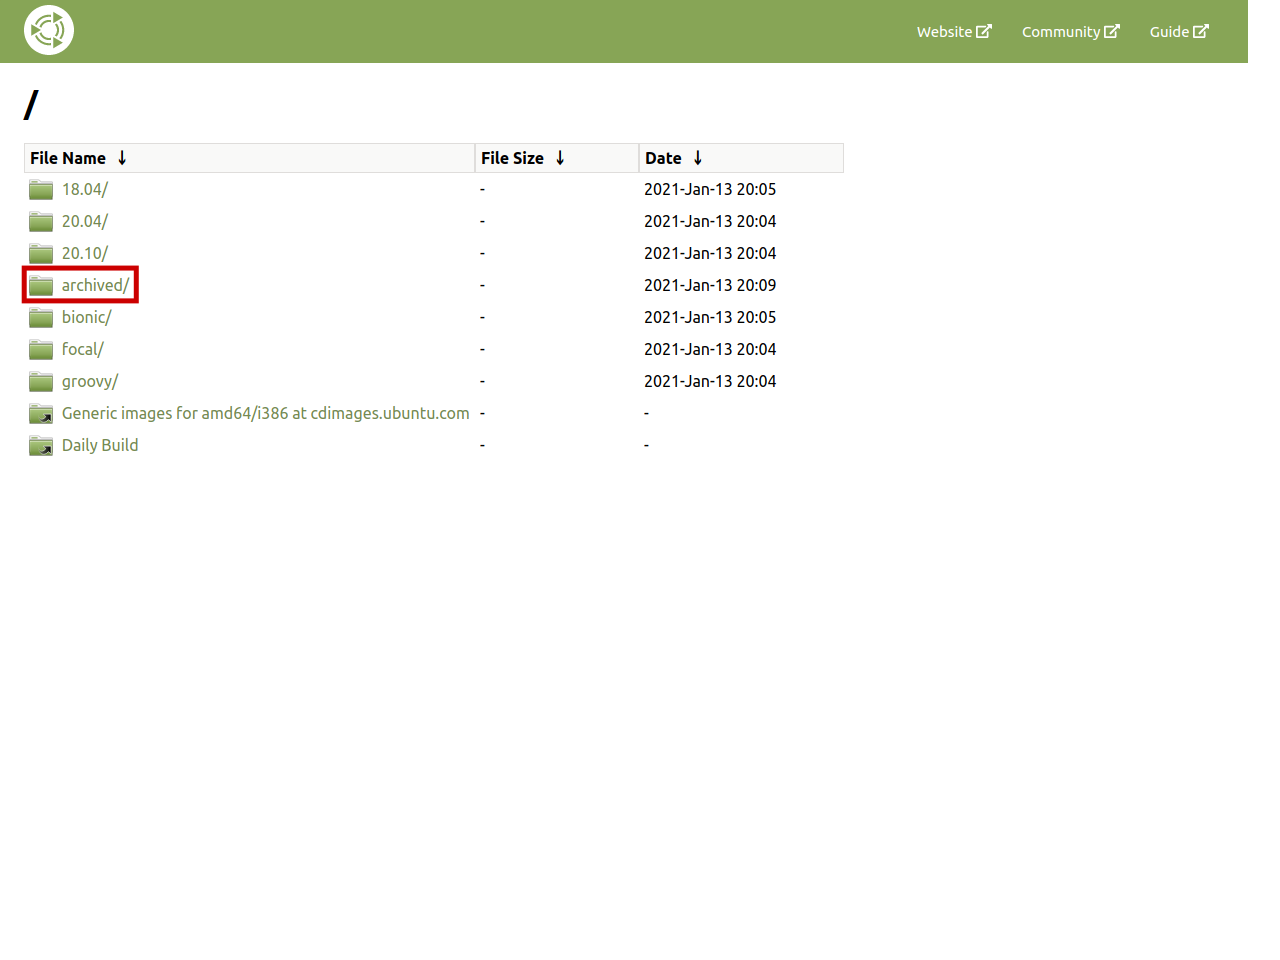 Website Community Guide
/
File Name ↓ File Size ↓ Date ↓
18.04/ - 2021-Jan-13 20:05
20.04/ - 2021-Jan-13 20:04
20.10/ - 2021-Jan-13 20:04
archived/ - 2021-Jan-13 20:09
bionic/ - 2021-Jan-13 20:05
focal/ - 2021-Jan-13 20:04
groovy/ - 2021-Jan-13 20:04
Generic images for amd64/i386 at cdimages.ubuntu.com - -
Daily Build - -